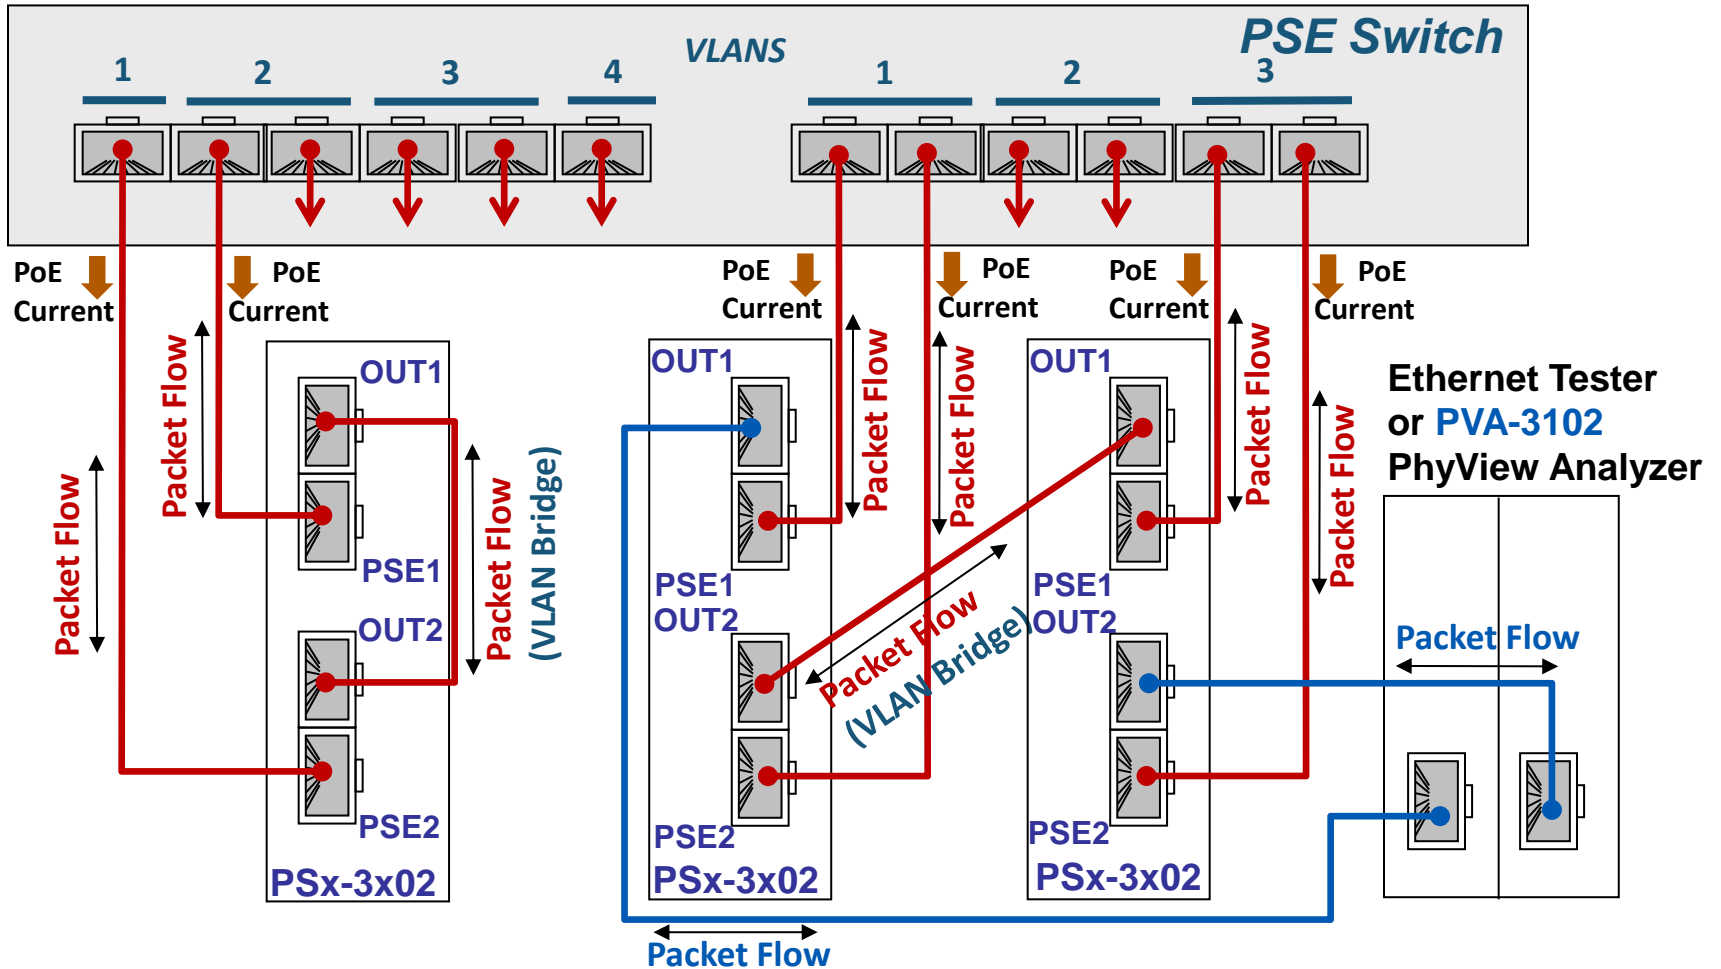 PSE Switch
VLANS
1
2
3
4
1
2
3
PoE
Current
PoE
Current
PoE
Current
PoE
Current
PoE
Current
PoE
Current
Packet Flow
Packet Flow
OUT1
PSE1
OUT2
PSE2
PSx-3x02
Packet Flow
(VLAN Bridge)
OUT1
PSE1
OUT2
PSE2
PSx-3x02
Packet Flow
Packet Flow
Packet Flow
(VLAN Bridge)
OUT1
PSE1
OUT2
PSE2
PSx-3x02
Packet Flow
Packet Flow
Ethernet Tester
or PVA-3102
PhyView Analyzer
Packet Flow
Packet Flow